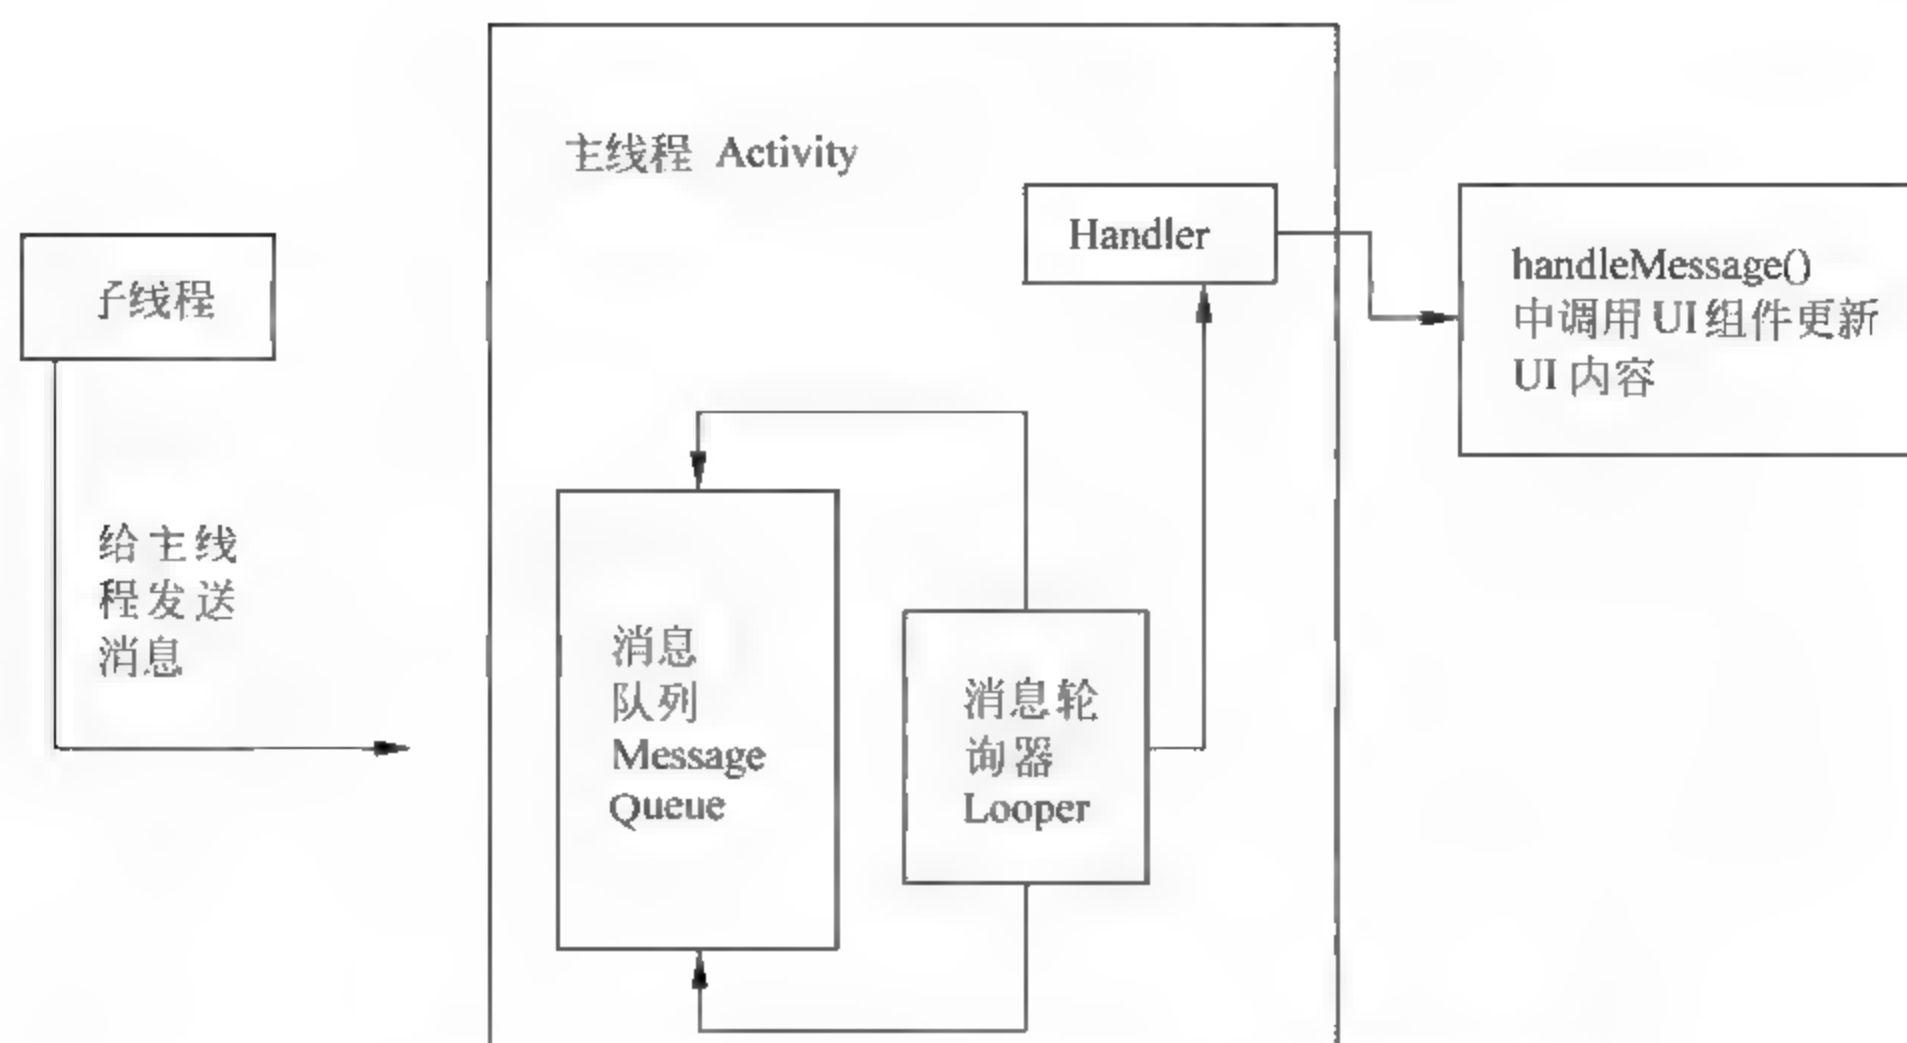 主线程 Activity
Handler
handleMessage()
中调用 UI 组件更新
UI 内容
子线程
给主线
程发送
消息
消息
队列
Message
Queue
消息轮
询器
Looper